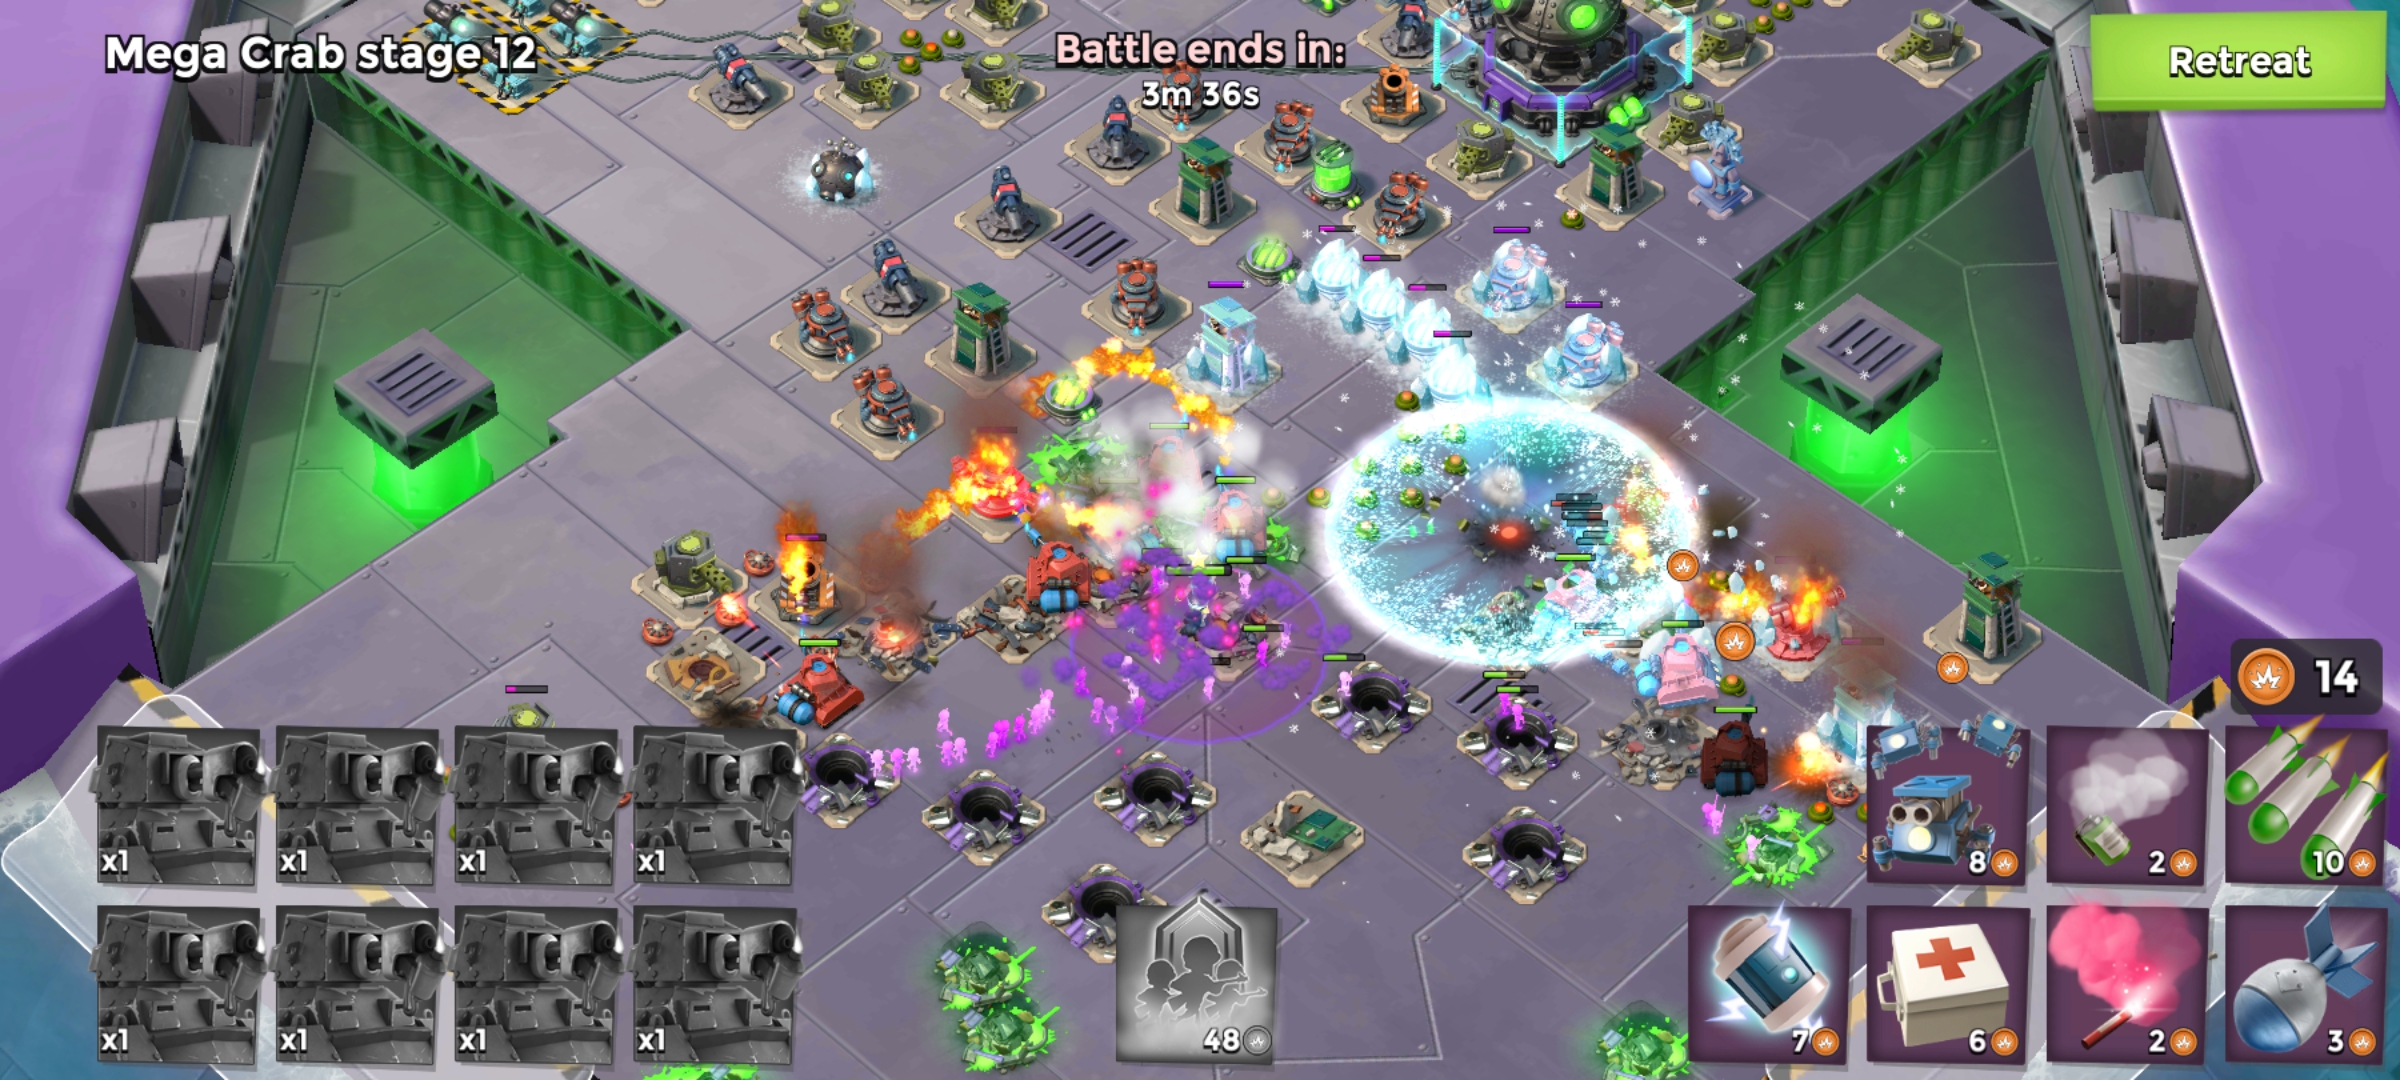 Mega Crab stage 12
Battle ends in:
3m 36s
Retreat
14
x1
x1
x1
x1
8
2
10
x1
x1
x1
x1
48
7
6
2
3